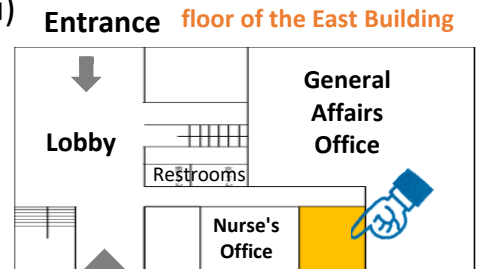 Entrance floor of the East Building
General
Affairs
Office
Lobby
Restrooms
Nurse's
Office